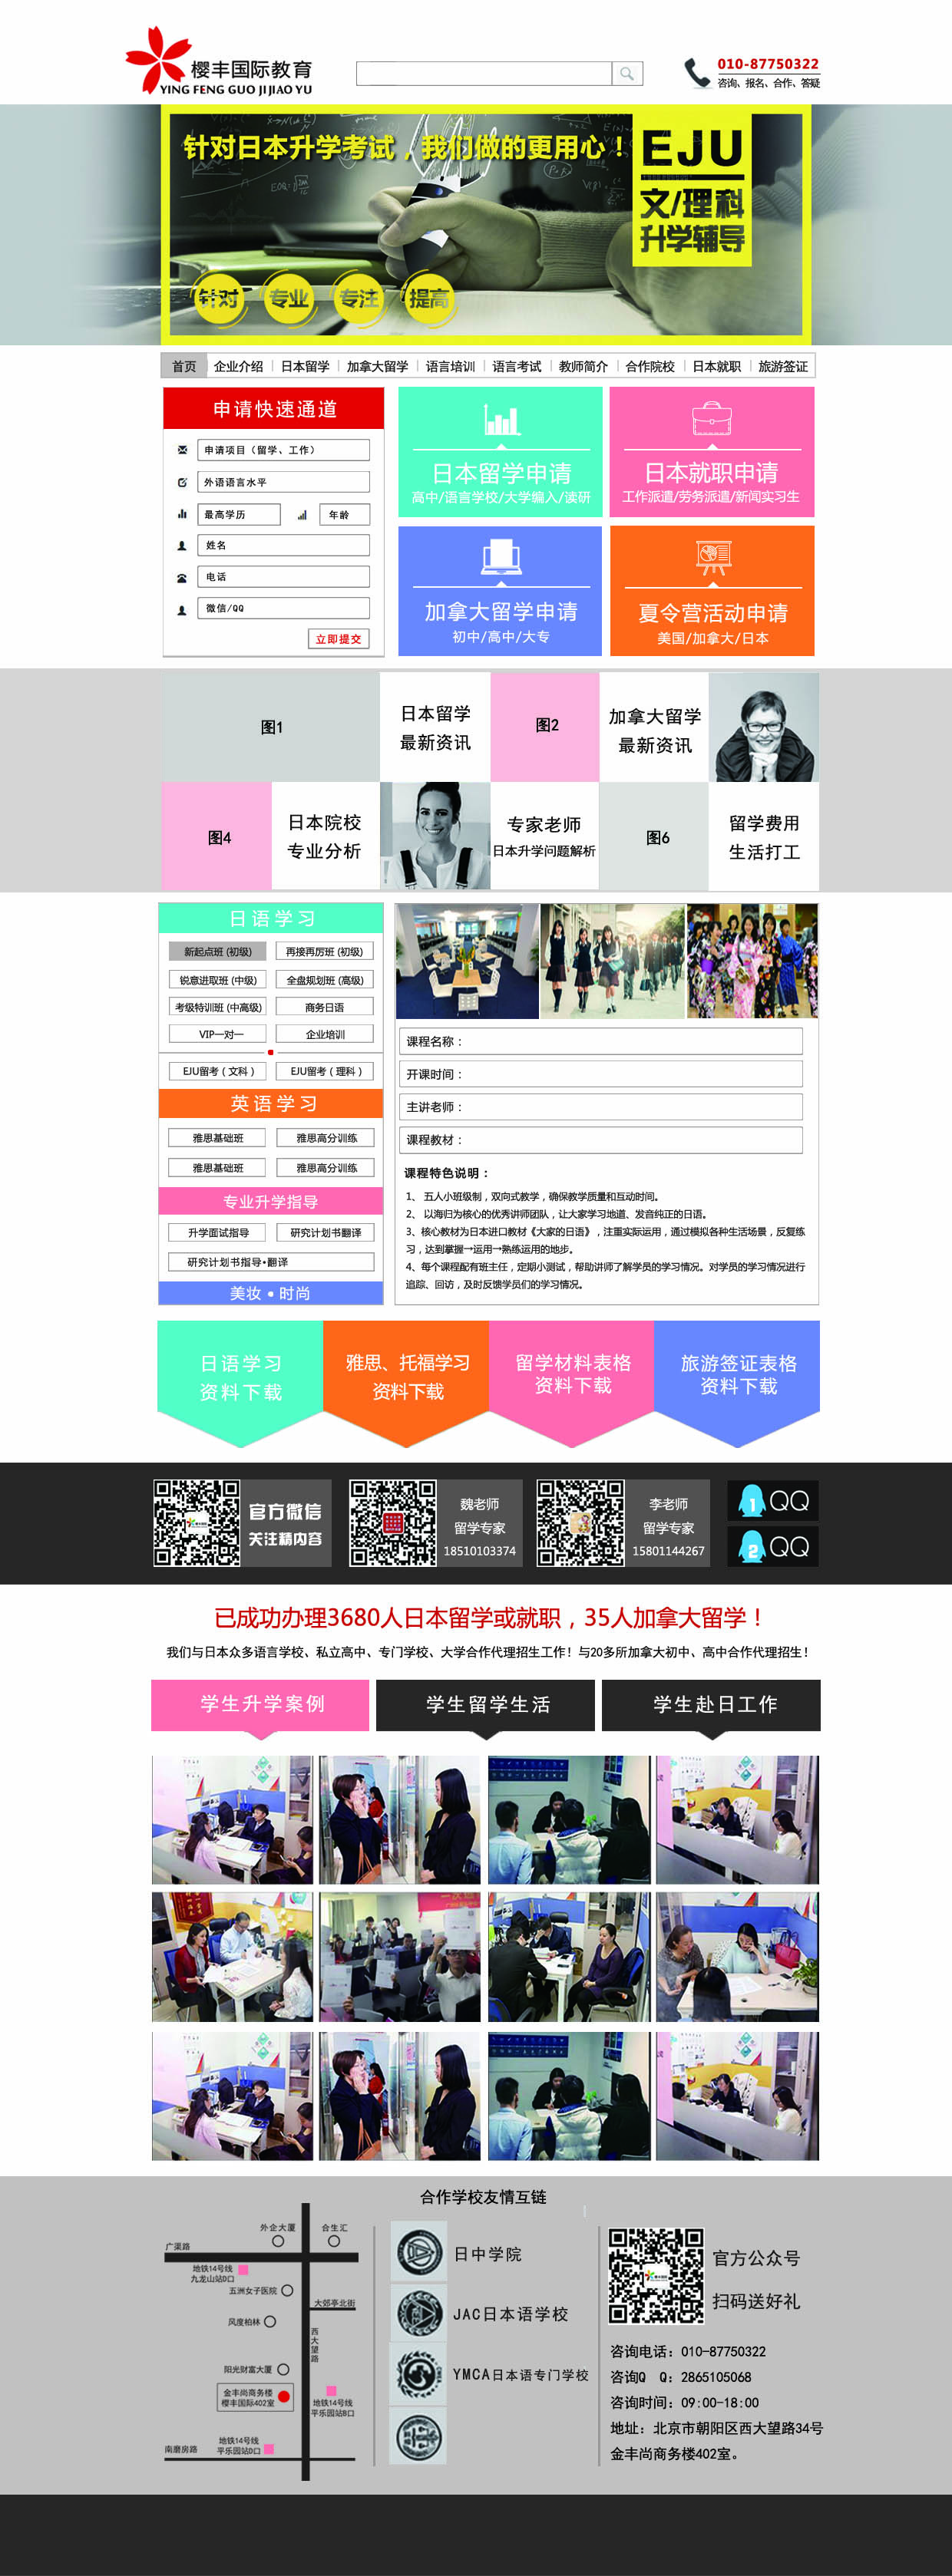 樱丰国际教育
YING FENG GUO JI JIAO YU
010-87750322
咨询、报名、合作、答疑
针对日本升学考试，我们做的更用心！
EJU
文/理科
升学辅导
针对
专业
专注
提高
首页
企业介绍
日本留学
加拿大留学
语言培训
语言考试
教师简介
合作院校
日本就职
旅游签证
申请快速通道
申请项目（留学、工作）
外语语言水平
最高学历
年龄
姓名
电话
微信/QQ
立即提交
日本留学申请
高中/语言学校/大学编入/读研
日本就职申请
工作派遣/劳务派遣/新闻实习生
加拿大留学申请
初中/高中/大专
夏令营活动申请
美国/加拿大/日本
图1
日本留学
最新资讯
图2
加拿大留学
最新资讯
图4
日本院校
专业分析
专家老师
日本升学问题解析
图6
留学费用
生活打工
日语学习
新起点班 (初级)
再接再厉班 (初级)
锐意进取班 (中级)
全盘规划班 (高级)
考级特训班 (中高级)
商务日语
VIP一对一
企业培训
EJU留考（文科）
EJU留考（理科）
英语学习
雅思基础班
雅思高分训练
雅思基础班
雅思高分训练
专业升学指导
升学面试指导
研究计划书翻译
研究计划书指导•翻译
美妆 • 时尚
课程名称：
开课时间：
主讲老师：
课程教材：
课程特色说明：
1、 五人小班级制，双向式教学，确保教学质量和互动时间。
2、 以海归为核心的优秀讲师团队，让大家学习地道、发音纯正的日语。
3、核心教材为日本进口教材《大家的日语》，注重实际运用，通过模拟各种生活场景，反复练
习，达到掌握→运用→熟练运用的地步。
4、每个课程配有班主任，定期小测试，帮助讲师了解学员的学习情况。对学员的学习情况进行
追踪、回访，及时反馈学员们的学习情况。
日语学习
资料下载
雅思、托福学习
资料下载
留学材料表格
资料下载
旅游签证表格
资料下载
官方微信
关注精内容
魏老师
留学专家
18510103374
李老师
留学专家
15801144267
1 QQ
2 QQ
已成功办理3680人日本留学或就职，35人加拿大留学！
我们与日本众多语言学校、私立高中、专门学校、大学合作代理招生工作！与20多所加拿大初中、高中合作代理招生！
学生升学案例
学生留学生活
学生赴日工作
合作学校友情互链
外企大厦
合生汇
广渠路
地铁14号线
九龙山站D口
五洲女子医院
大郊亭北街
风度柏林
西大望路
阳光财富大厦
金丰尚商务楼
樱丰国际402室
地铁14号线
平乐园站B口
地铁14号线
平乐园站D口
南磨房路
日中学院
JAC日本语学校
YMCA日本语专门学校
官方公众号
扫码送好礼
咨询电话：010-87750322
咨询Q Q：2865105068
咨询时间：09:00-18:00
地址：北京市朝阳区西大望路34号
金丰尚商务楼402室。